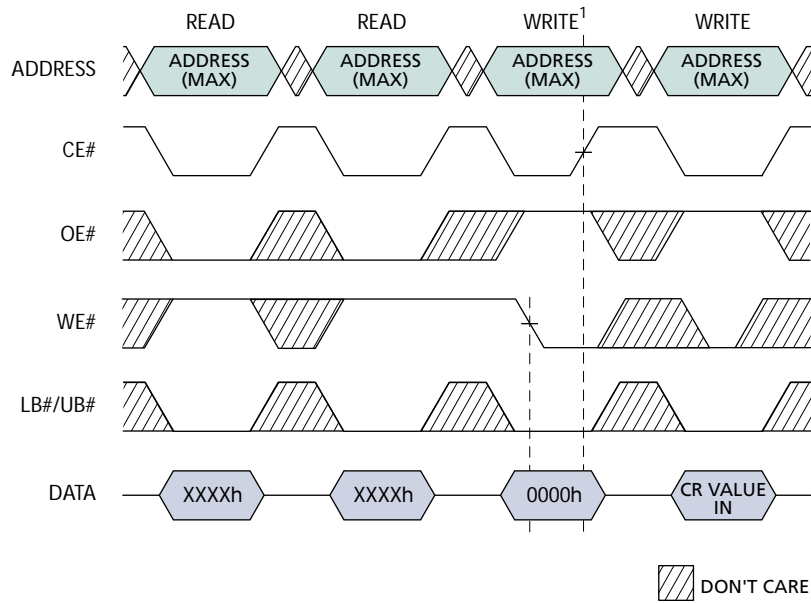 READ READ WRITE1 WRITE
ADDRESS
ADDRESS (MAX)
ADDRESS (MAX)
ADDRESS (MAX)
ADDRESS (MAX)
CE#
OE#
WE#
LB#/UB#
DATA
XXXXh XXXXh 0000h
CR VALUE IN
DON'T CARE